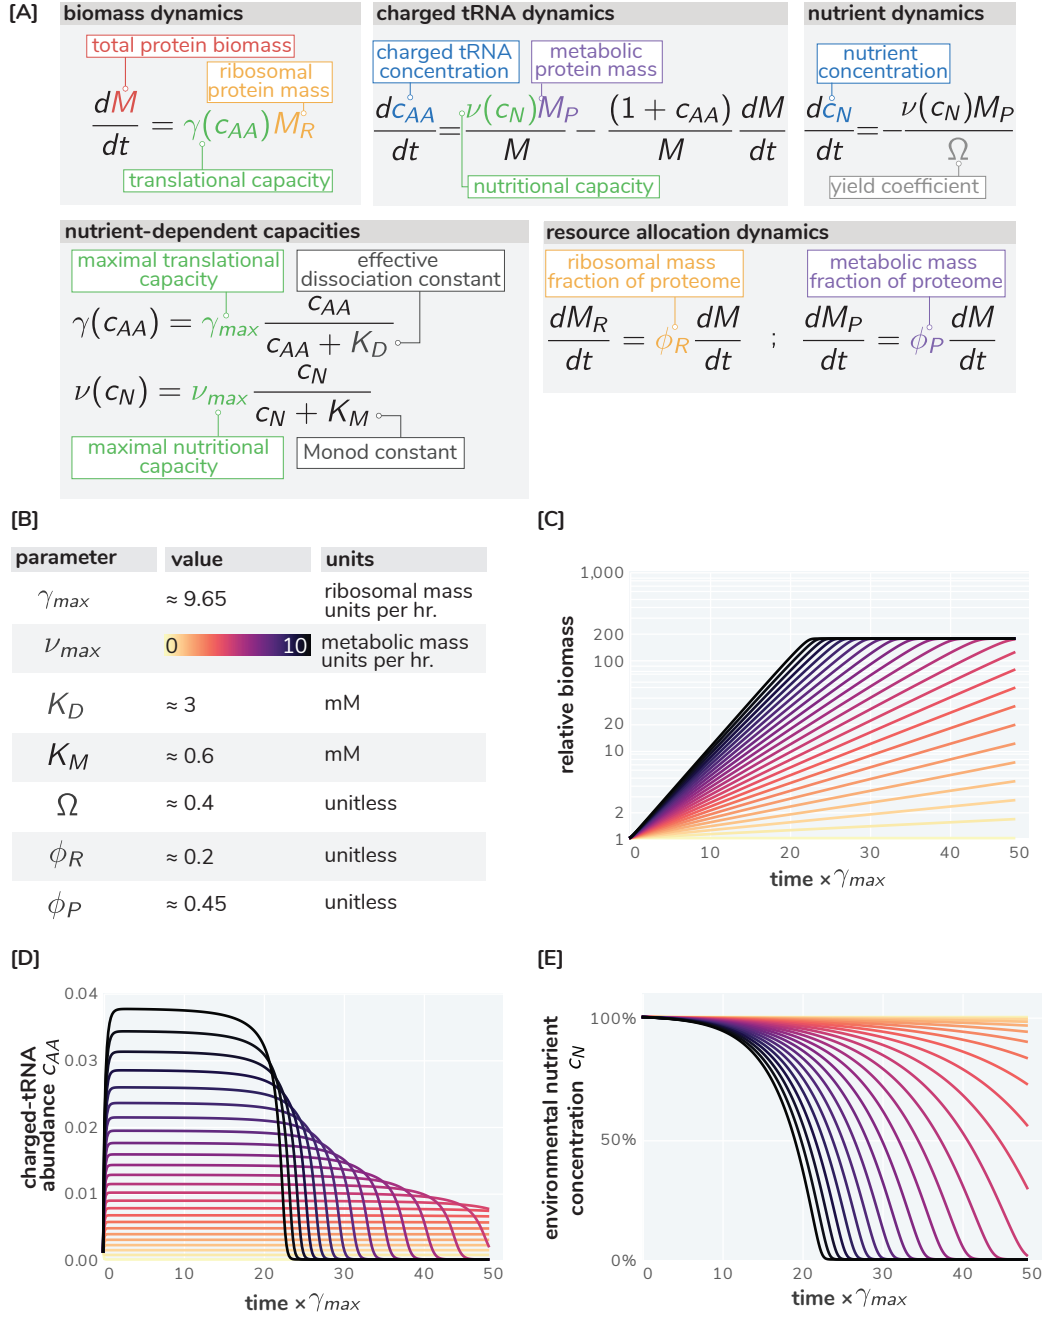 [A]
biomass dynamics
total protein biomass
ribosomal
protein mass
dM/dt = γ(c_AA) M_R
translational capacity
charged tRNA dynamics
charged tRNA
concentration
metabolic
protein mass
dc_AA/dt = ν(c_N)M_P/M − (1 + c_AA)/M dM/dt
nutritional capacity
nutrient dynamics
nutrient
concentration
dc_N/dt = − ν(c_N)M_P/Ω
yield coefficient
nutrient-dependent capacities
maximal translational
capacity
effective
dissociation constant
γ(c_AA) = γ_max c_AA/(c_AA + K_D)
ν(c_N) = ν_max c_N/(c_N + K_M)
maximal nutritional
capacity
Monod constant
resource allocation dynamics
ribosomal mass
fraction of proteome
metabolic mass
fraction of proteome
dM_R/dt = ϕ_R dM/dt ; dM_P/dt = ϕ_P dM/dt
[B]
parameter value units
γ_max ≈ 9.65 ribosomal mass
units per hr.
ν_max 0 10 metabolic mass
units per hr.
K_D ≈ 3 mM
K_M ≈ 0.6 mM
Ω ≈ 0.4 unitless
ϕ_R ≈ 0.2 unitless
ϕ_P ≈ 0.45 unitless
[C]
relative biomass
1,000
200
100
20
10
2
1
0 10 20 30 40 50
time × γ_max
[D]
charged-tRNA
abundance c_AA
0.04
0.03
0.02
0.01
0.00
0 10 20 30 40 50
time × γ_max
[E]
environmental nutrient
concentration c_N
100%
50%
0%
0 10 20 30 40 50
time × γ_max